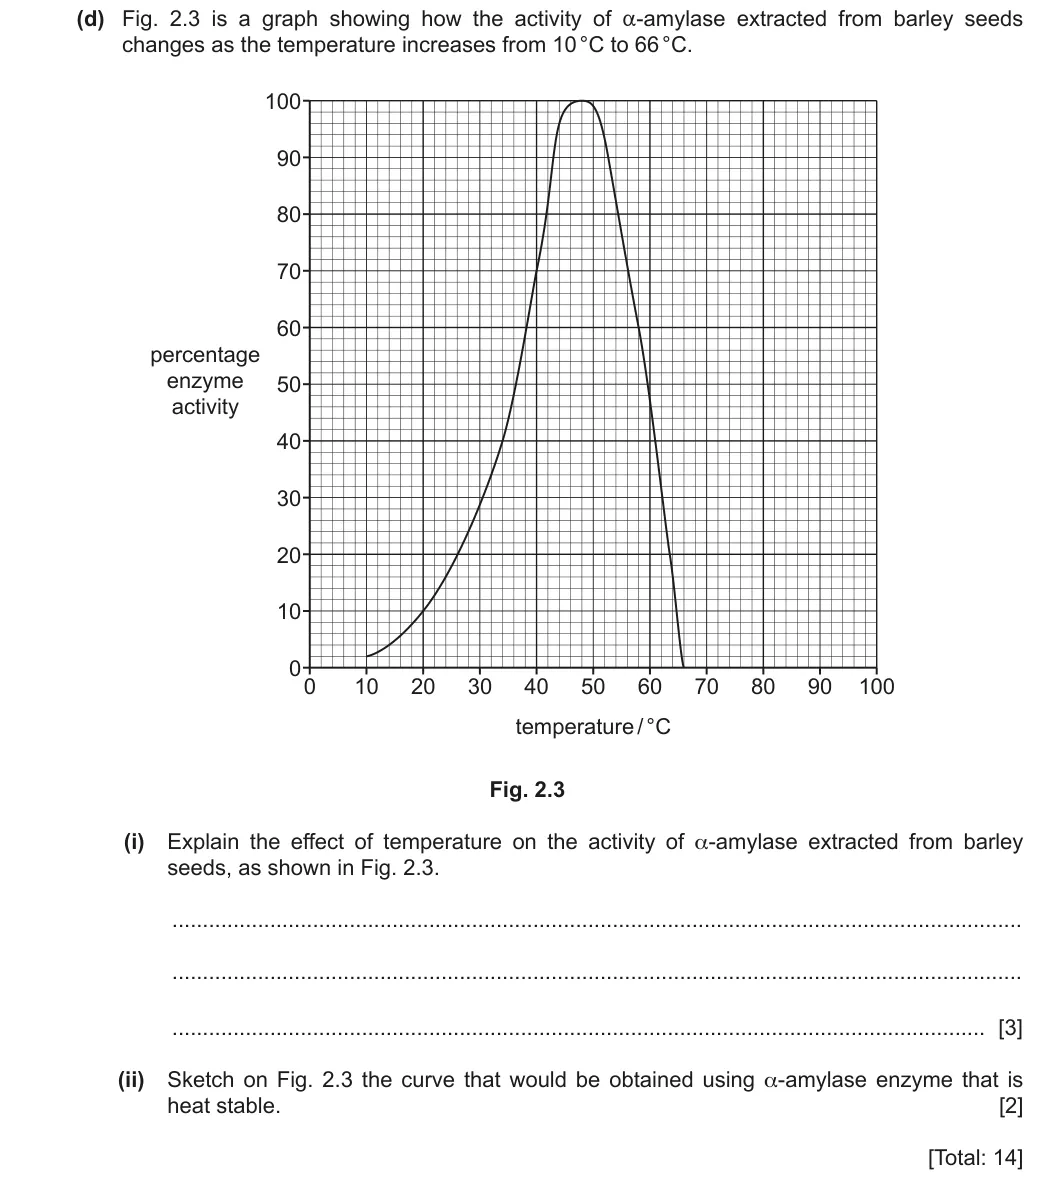 (d) Fig. 2.3 is a graph showing how the activity of α-amylase extracted from barley seeds
changes as the temperature increases from 10 °C to 66 °C.
100
90
80
70
60
percentage
enzyme
activity
50
40
30
20
10
0
0 10 20 30 40 50 60 70 80 90 100
temperature / °C
Fig. 2.3
(i) Explain the effect of temperature on the activity of α-amylase extracted from barley
seeds, as shown in Fig. 2.3.
..........................................................................................................................................
..........................................................................................................................................
.................................................................................................................................... [3]
(ii) Sketch on Fig. 2.3 the curve that would be obtained using α-amylase enzyme that is
heat stable. [2]
[Total: 14]